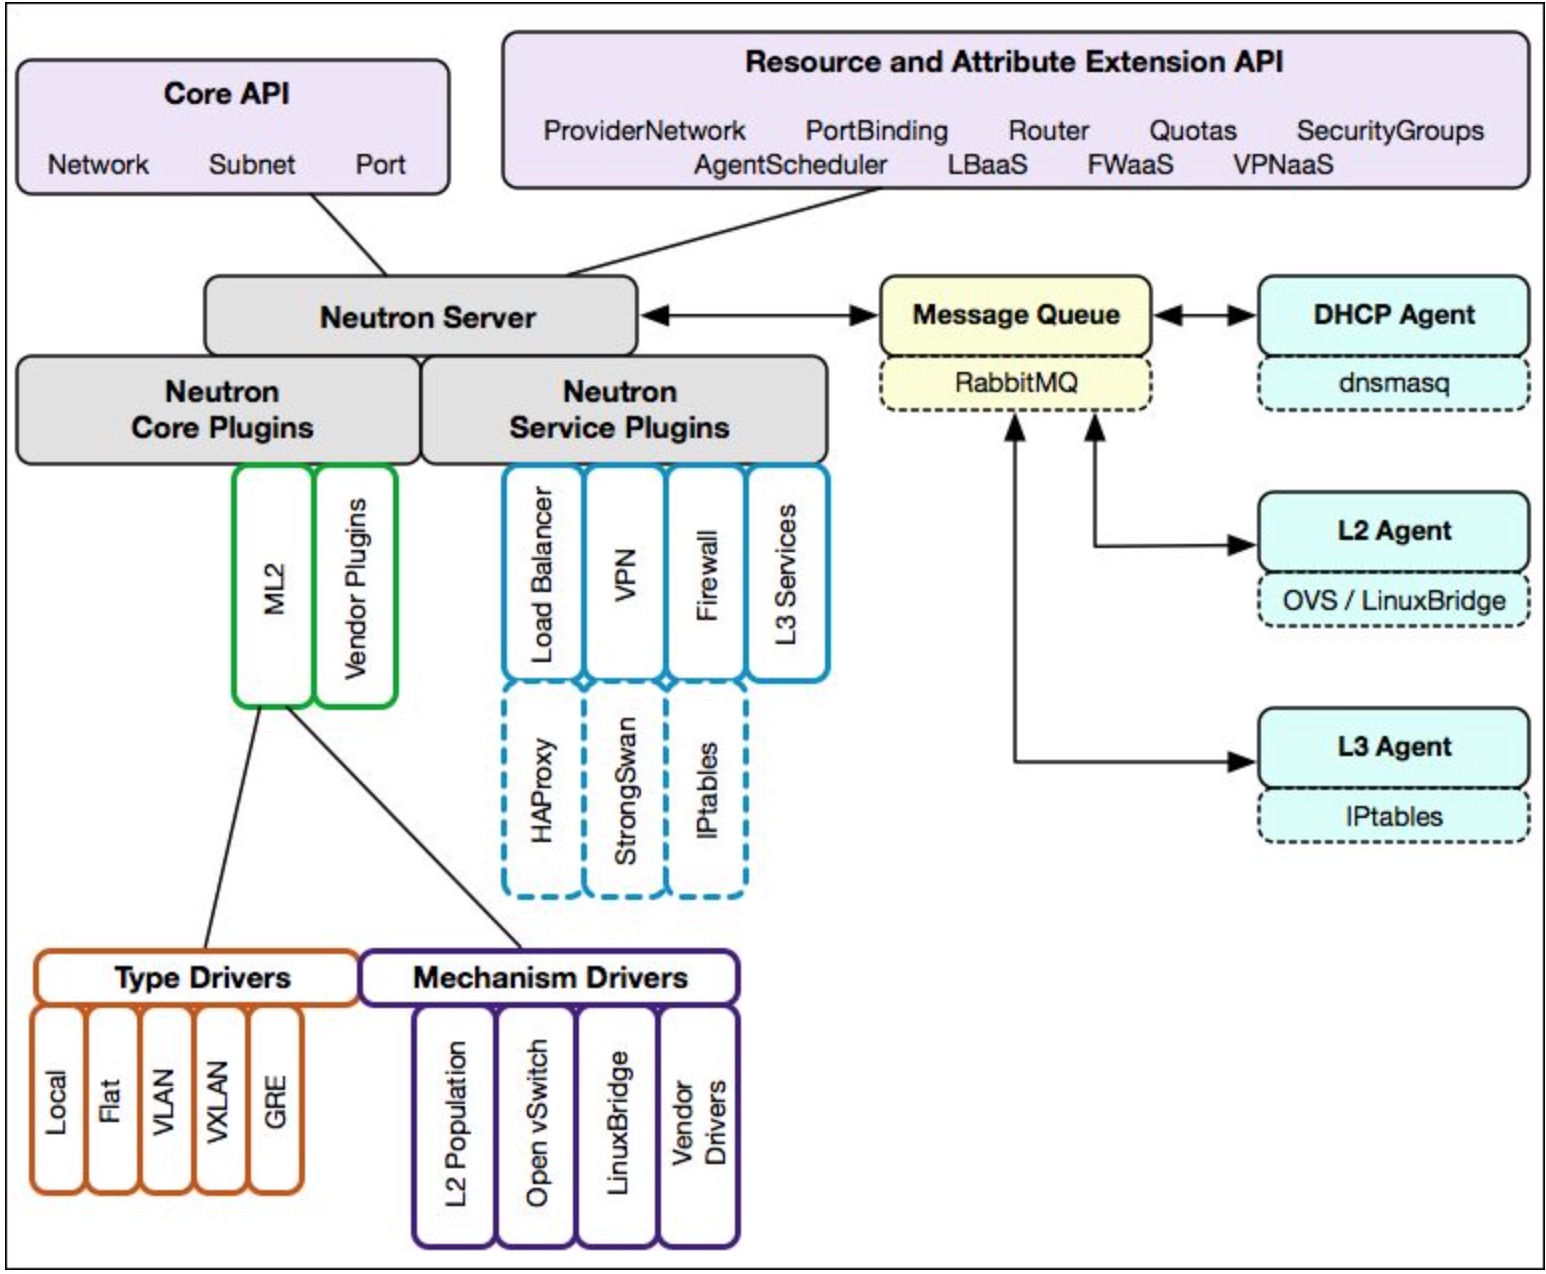 Core API
Network Subnet Port
Resource and Attribute Extension API
ProviderNetwork PortBinding Router Quotas SecurityGroups
AgentScheduler LBaaS FWaaS VPNaaS
Neutron Server
Message Queue
RabbitMQ
DHCP Agent
dnsmasq
Neutron
Core Plugins
Neutron
Service Plugins
ML2
Vendor Plugins
Load Balancer
VPN
Firewall
L3 Services
HAProxy
StrongSwan
IPtables
L2 Agent
OVS / LinuxBridge
L3 Agent
IPtables
Type Drivers
Local
Flat
VLAN
VXLAN
GRE
Mechanism Drivers
L2 Population
Open vSwitch
LinuxBridge
Vendor
Drivers